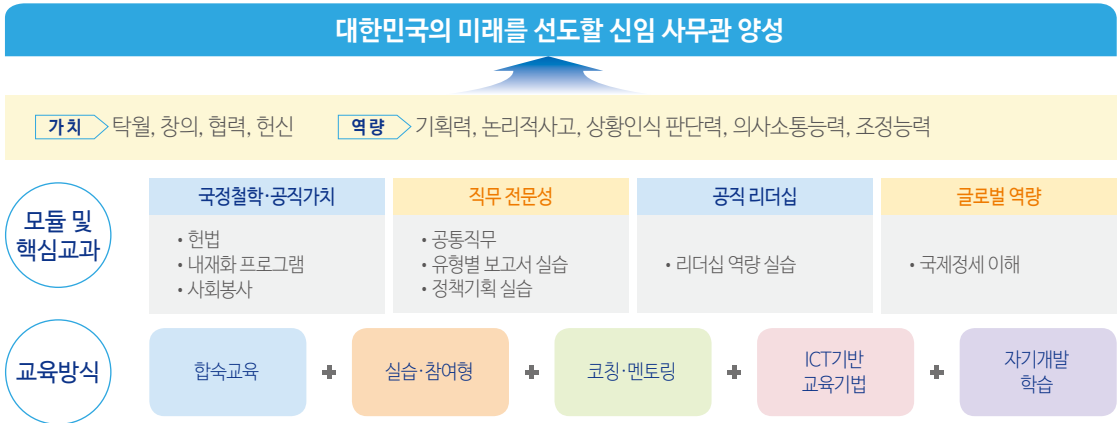 대한민국의 미래를 선도할 신임 사무관 양성
가치 탁월, 창의, 협력, 헌신 역량 기획력, 논리적사고, 상황인식 판단력, 의사소통능력, 조정능력
모듈 및
핵심교과
국정철학·공직가치
• 헌법
• 내재화 프로그램
• 사회봉사
직무 전문성
• 공통직무
• 유형별 보고서 실습
• 정책기획 실습
공직 리더십
• 리더십 역량 실습
글로벌 역량
• 국제정세 이해
교육방식
합숙교육
+
실습·참여형
+
코칭·멘토링
+
ICT기반
교육기법
+
자기개발
학습